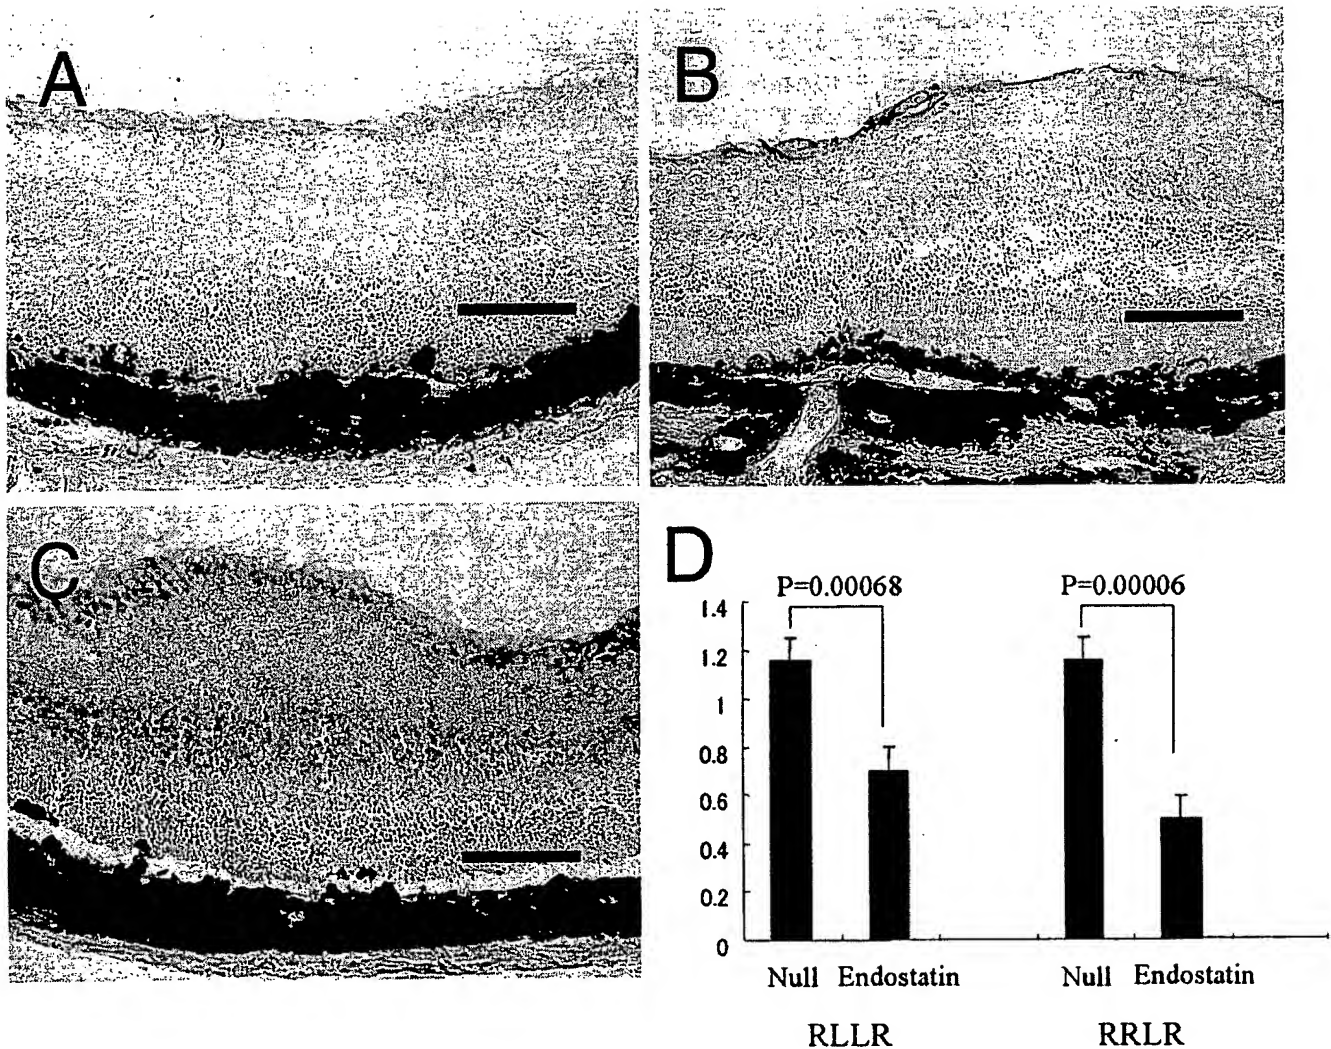 A
B
C
D
P=0.00068
P=0.00006
1.4
1.2
1
0.8
0.6
0.4
0.2
0
Null Endostatin
Null Endostatin
RLLR
RRLR